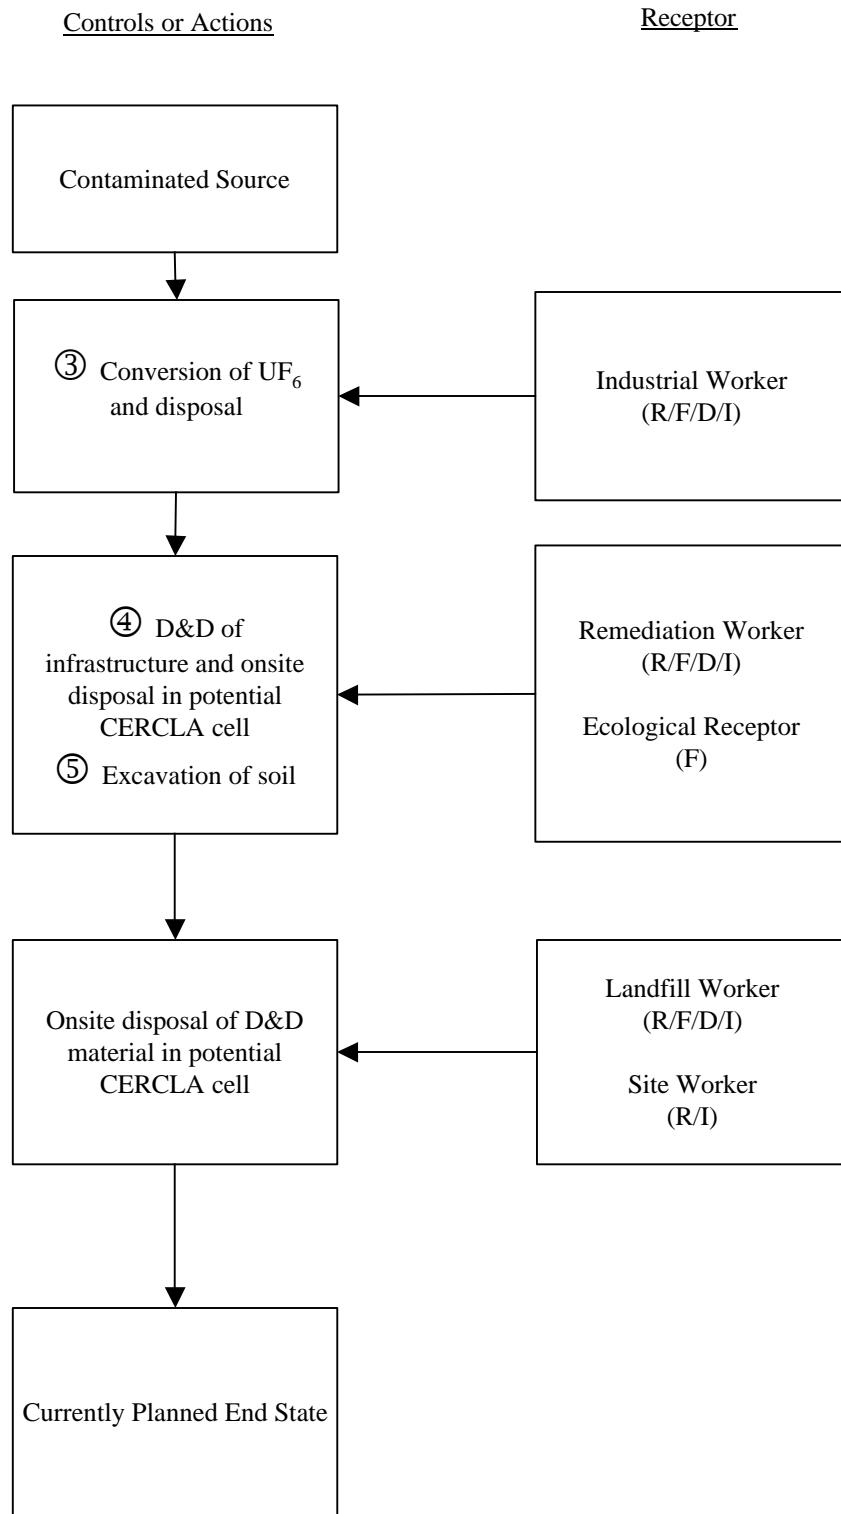 Controls or Actions
Receptor
Contaminated Source
③ Conversion of UF₆
and disposal
Industrial Worker
(R/F/D/I)
④ D&D of
infrastructure and onsite
disposal in potential
CERCLA cell
⑤ Excavation of soil
Remediation Worker
(R/F/D/I)
Ecological Receptor
(F)
Onsite disposal of D&D
material in potential
CERCLA cell
Landfill Worker
(R/F/D/I)
Site Worker
(R/I)
Currently Planned End State